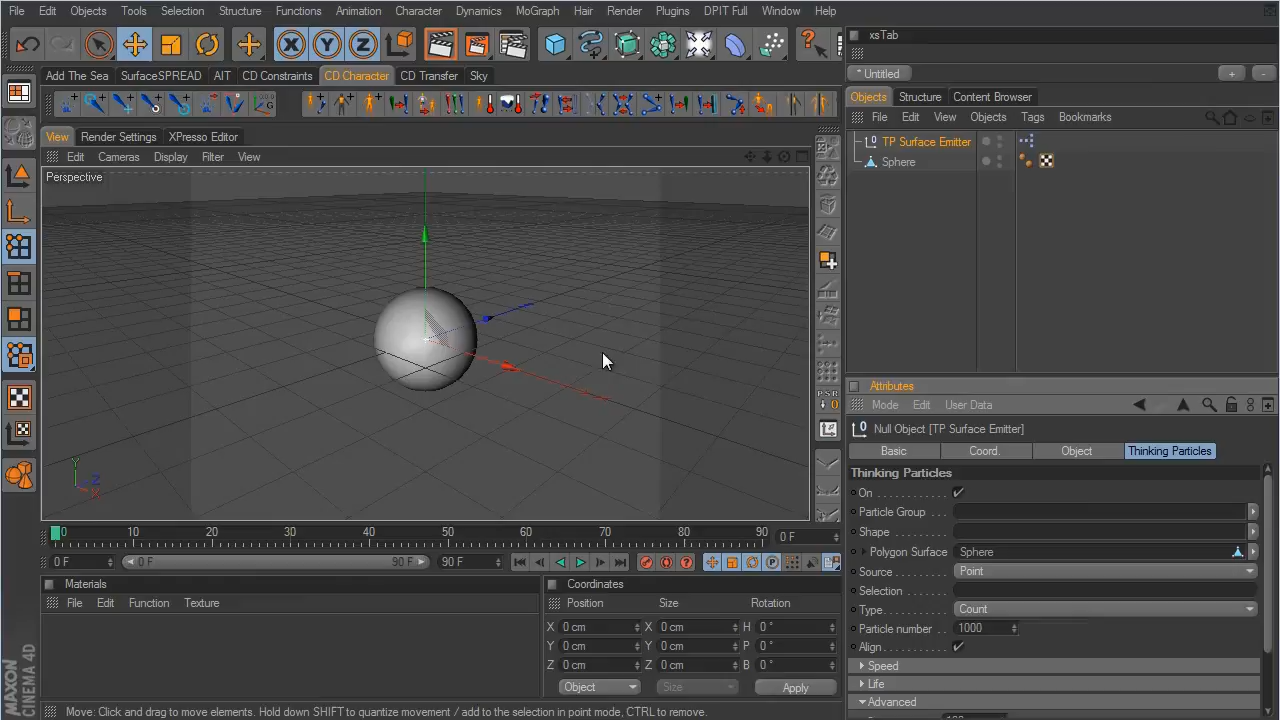 File Edit Objects Tools Selection Structure Functions Animation Character Dynamics MoGraph Hair Render Plugins DPIT Full Window Help
xsTab
* Untitled + -
Add The Sea SurfaceSPREAD AIT CD Constraints CD Character CD Transfer Sky
Objects Structure Content Browser
File Edit View Objects Tags Bookmarks
View Render Settings XPresso Editor
Edit Cameras Display Filter View
TP Surface Emitter
Sphere
Perspective
Attributes
Mode Edit User Data
Null Object [TP Surface Emitter]
Basic Coord. Object Thinking Particles
Thinking Particles
On
Particle Group
Shape
Polygon Surface Sphere
Source Point
Selection
Type Count
Particle number 1000
Align
Speed
Life
Advanced
PSR
0
Y
Z
X
0 10 20 30 40 50 60 70 80 90 0 F
0 F 0 F 90 F 90 F
Materials
File Edit Function Texture
Coordinates
Position Size Rotation
X 0 cm X 0 cm H 0 °
Y 0 cm Y 0 cm P 0 °
Z 0 cm Z 0 cm B 0 °
Object Size Apply
MAXON
CINEMA 4D
Move: Click and drag to move elements. Hold down SHIFT to quantize movement / add to the selection in point mode, CTRL to remove.